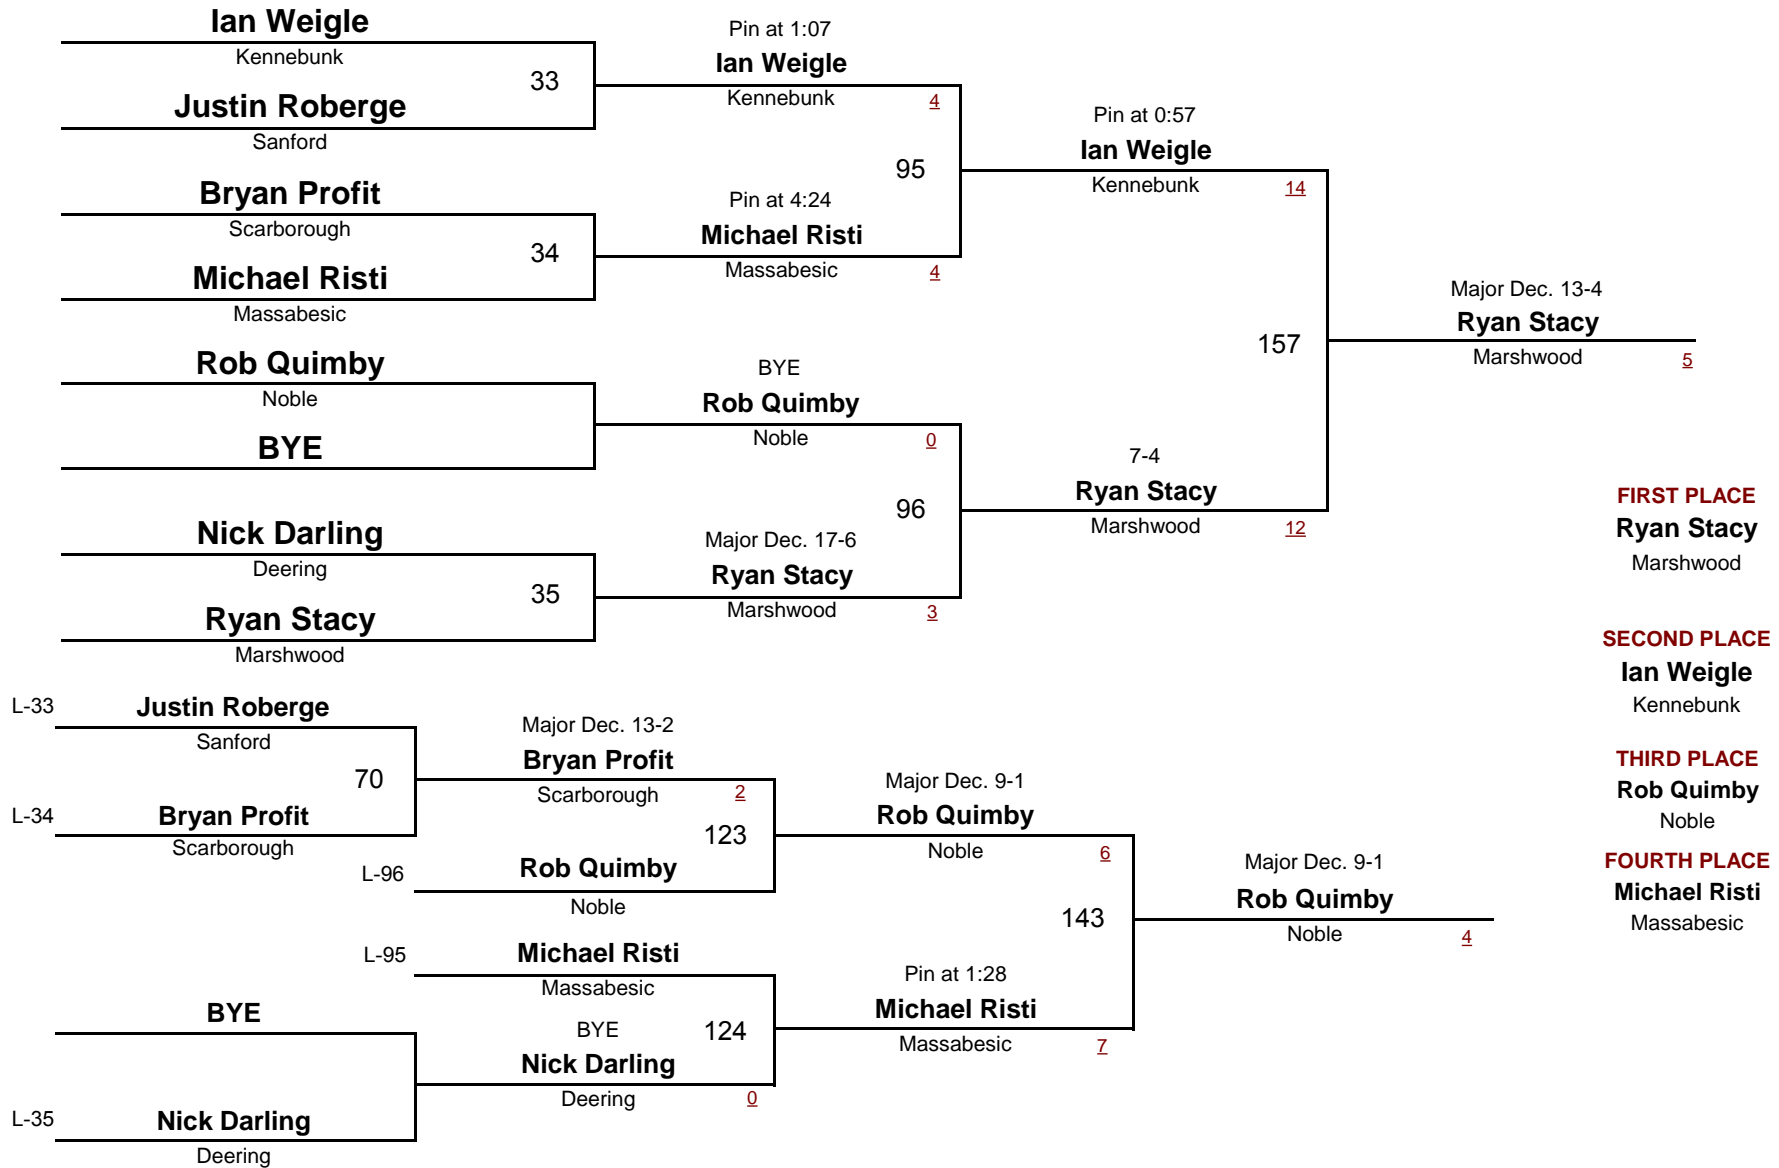 Ian Weigle
Kennebunk
33
Justin Roberge
Sanford
Pin at 1:07
Ian Weigle
Kennebunk
4
Bryan Profit
Scarborough
34
Michael Risti
Massabesic
Pin at 4:24
Michael Risti
Massabesic
4
95
Pin at 0:57
Ian Weigle
Kennebunk
14
Rob Quimby
Noble
BYE
BYE
Rob Quimby
Noble
0
Nick Darling
Deering
35
Ryan Stacy
Marshwood
Major Dec. 17-6
Ryan Stacy
Marshwood
3
96
7-4
Ryan Stacy
Marshwood
12
157
Major Dec. 13-4
Ryan Stacy
Marshwood
5
FIRST PLACE
Ryan Stacy
Marshwood
SECOND PLACE
Ian Weigle
Kennebunk
THIRD PLACE
Rob Quimby
Noble
FOURTH PLACE
Michael Risti
Massabesic
L-33
Justin Roberge
Sanford
70
L-34
Bryan Profit
Scarborough
Major Dec. 13-2
Bryan Profit
Scarborough
2
123
L-96
Rob Quimby
Noble
Major Dec. 9-1
Rob Quimby
Noble
6
L-95
Michael Risti
Massabesic
BYE
L-35
Nick Darling
Deering
BYE
Nick Darling
Deering
0
124
Pin at 1:28
Michael Risti
Massabesic
7
143
Major Dec. 9-1
Rob Quimby
Noble
4